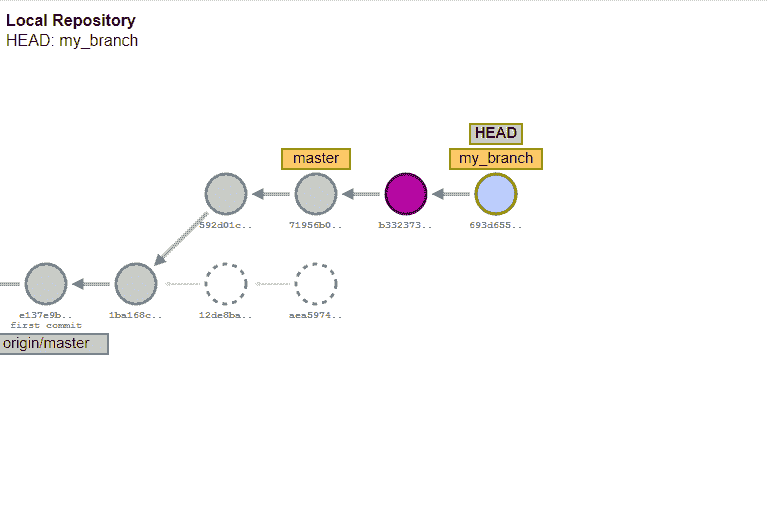 Local Repository
HEAD: my_branch
HEAD
master
my_branch
592d01c..
71956b0..
b332373..
693d655..
e137e9b..
1ba168c..
12de8ba..
aea5974..
first commit
origin/master